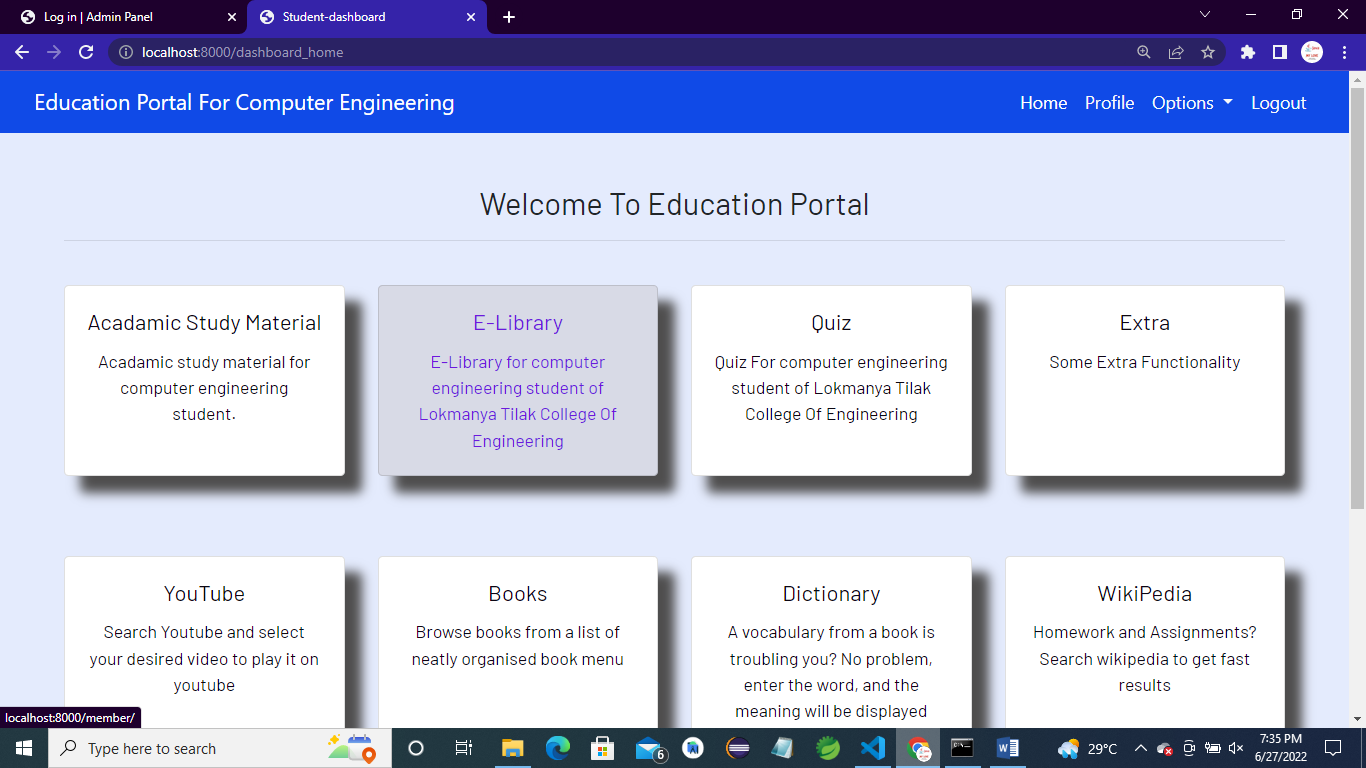 Log in | Admin Panel
Student-dashboard
localhost:8000/dashboard_home
Education Portal For Computer Engineering
Home
Profile
Options
Logout
Welcome To Education Portal
Acadamic Study Material
Acadamic study material for
computer engineering
student.
E-Library
E-Library for computer
engineering student of
Lokmanya Tilak College Of
Engineering
Quiz
Quiz For computer engineering
student of Lokmanya Tilak
College Of Engineering
Extra
Some Extra Functionality
YouTube
Search Youtube and select
your desired video to play it on
youtube
Books
Browse books from a list of
neatly organised book menu
Dictionary
A vocabulary from a book is
troubling you? No problem,
enter the word, and the
meaning will be displayed
WikiPedia
Homework and Assignments?
Search wikipedia to get fast
results
localhost:8000/member/
Type here to search
6
29°C
7:35 PM
6/27/2022